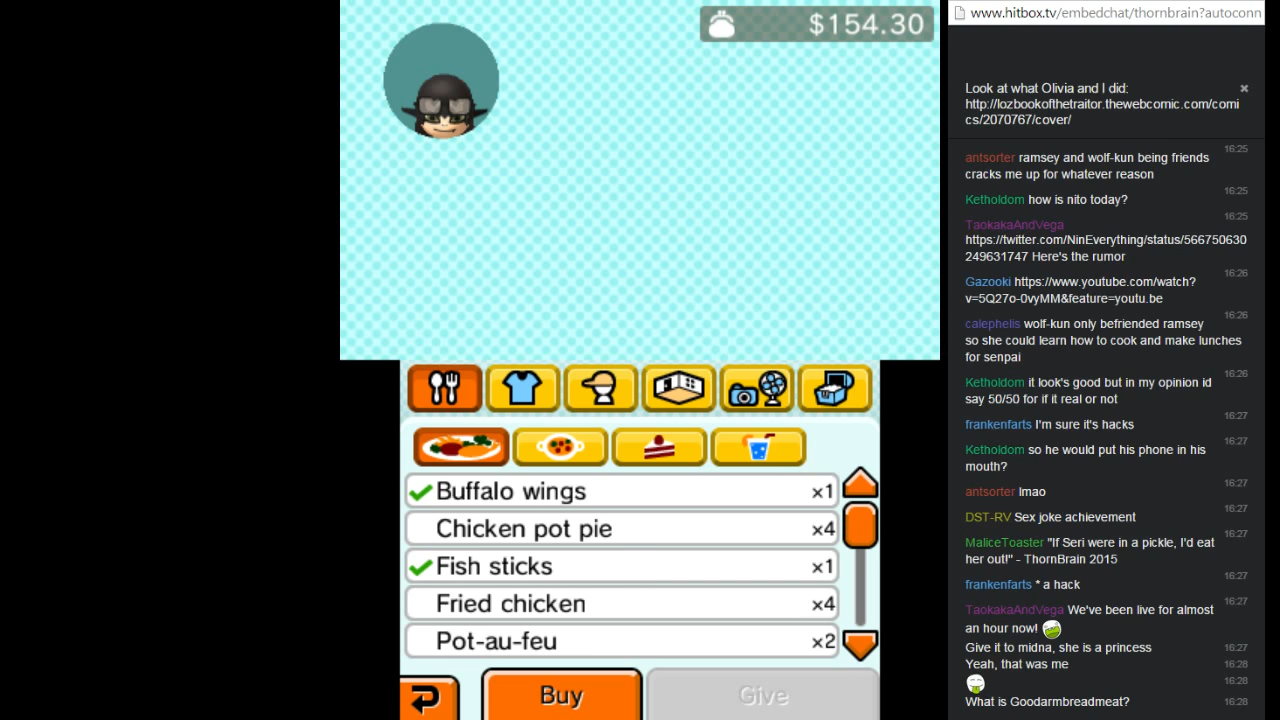 $154.30
Buffalo wings ×1
Chicken pot pie ×4
Fish sticks ×1
Fried chicken ×4
Pot-au-feu ×2
Buy
Give
www.hitbox.tv/embedchat/thornbrain?autoconn
Look at what Olivia and I did:
http://lozbookofthetraitor.thewebcomic.com/comi
cs/2070767/cover/
16:25
antsorter ramsey and wolf-kun being friends
cracks me up for whatever reason
16:25
Ketholdom how is nito today?
16:25
TaokakaAndVega
https://twitter.com/NinEverything/status/566750630
249631747 Here's the rumor
16:26
Gazooki https://www.youtube.com/watch?
v=5Q27o-0vyMM&feature=youtu.be
16:26
calephelis wolf-kun only befriended ramsey
so she could learn how to cook and make lunches
for senpai
16:26
Ketholdom it look's good but in my opinion id
say 50/50 for if it real or not
16:27
frankenfarts I'm sure it's hacks
16:27
Ketholdom so he would put his phone in his
mouth?
16:27
antsorter lmao
16:27
DST-RV Sex joke achievement
16:27
MaliceToaster "If Seri were in a pickle, I'd eat
her out!" - ThornBrain 2015
16:27
frankenfarts * a hack
16:27
TaokakaAndVega We've been live for almost
an hour now!
Give it to midna, she is a princess 16:27
Yeah, that was me 16:28
16:28
What is Goodarmbreadmeat? 16:28